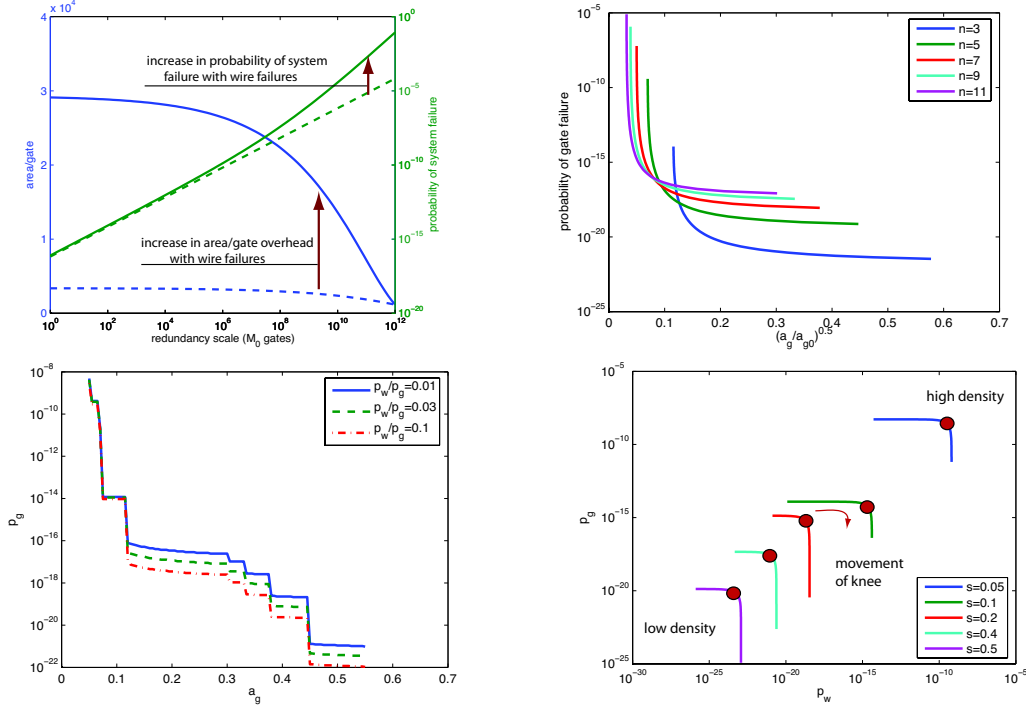 4 x 10^4
10^0
3
2
1
0
10^-5
10^-10
10^-15
10^-20
area/gate
probability of system failure
increase in probability of system
failure with wire failures
increase in area/gate overhead
with wire failures
10^0 10^2 10^4 10^6 10^8 10^10 10^12
redundancy scale (M_0 gates)
10^-5
10^-10
10^-15
10^-20
10^-25
probability of gate failure
n=3
n=5
n=7
n=9
n=11
0 0.1 0.2 0.3 0.4 0.5 0.6 0.7
(a_g/a_g0)^0.5
10^-8
10^-10
10^-12
10^-14
10^-16
10^-18
10^-20
10^-22
p_g
p_w/p_g=0.01
p_w/p_g=0.03
p_w/p_g=0.1
0 0.1 0.2 0.3 0.4 0.5 0.6 0.7
a_g
10^-5
10^-10
10^-15
10^-20
10^-25
p_g
high density
movement
of knee
low density
s=0.05
s=0.1
s=0.2
s=0.4
s=0.5
10^-30 10^-25 10^-20 10^-15 10^-10 10^-5
p_w